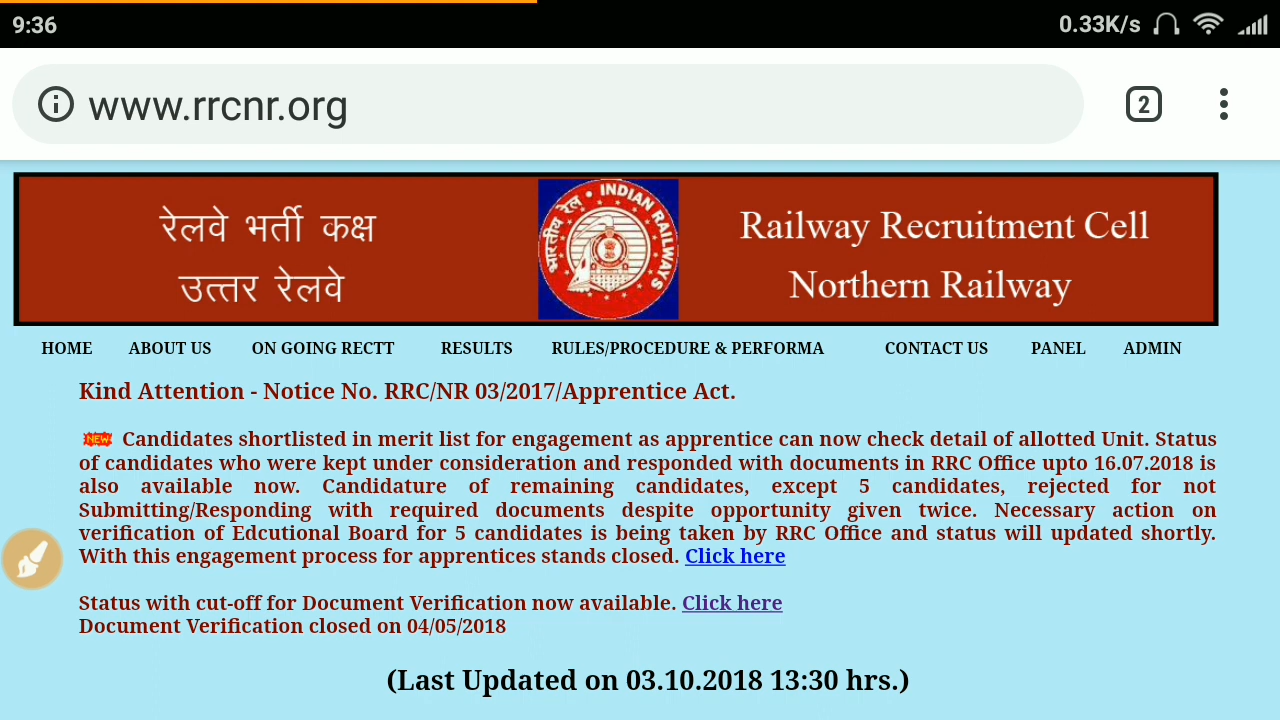 9:36
0.33K/s
www.rrcnr.org
2
रेलवे भर्ती कक्ष
उत्तर रेलवे
भारतीय रेल • INDIAN RAILWAYS
Railway Recruitment Cell
Northern Railway
HOME ABOUT US ON GOING RECTT RESULTS RULES/PROCEDURE & PERFORMA CONTACT US PANEL ADMIN
Kind Attention - Notice No. RRC/NR 03/2017/Apprentice Act.
NEW Candidates shortlisted in merit list for engagement as apprentice can now check detail of allotted Unit. Status
of candidates who were kept under consideration and responded with documents in RRC Office upto 16.07.2018 is
also available now. Candidature of remaining candidates, except 5 candidates, rejected for not
Submitting/Responding with required documents despite opportunity given twice. Necessary action on
verification of Edcutional Board for 5 candidates is being taken by RRC Office and status will updated shortly.
With this engagement process for apprentices stands closed. Click here
Status with cut-off for Document Verification now available. Click here
Document Verification closed on 04/05/2018
(Last Updated on 03.10.2018 13:30 hrs.)